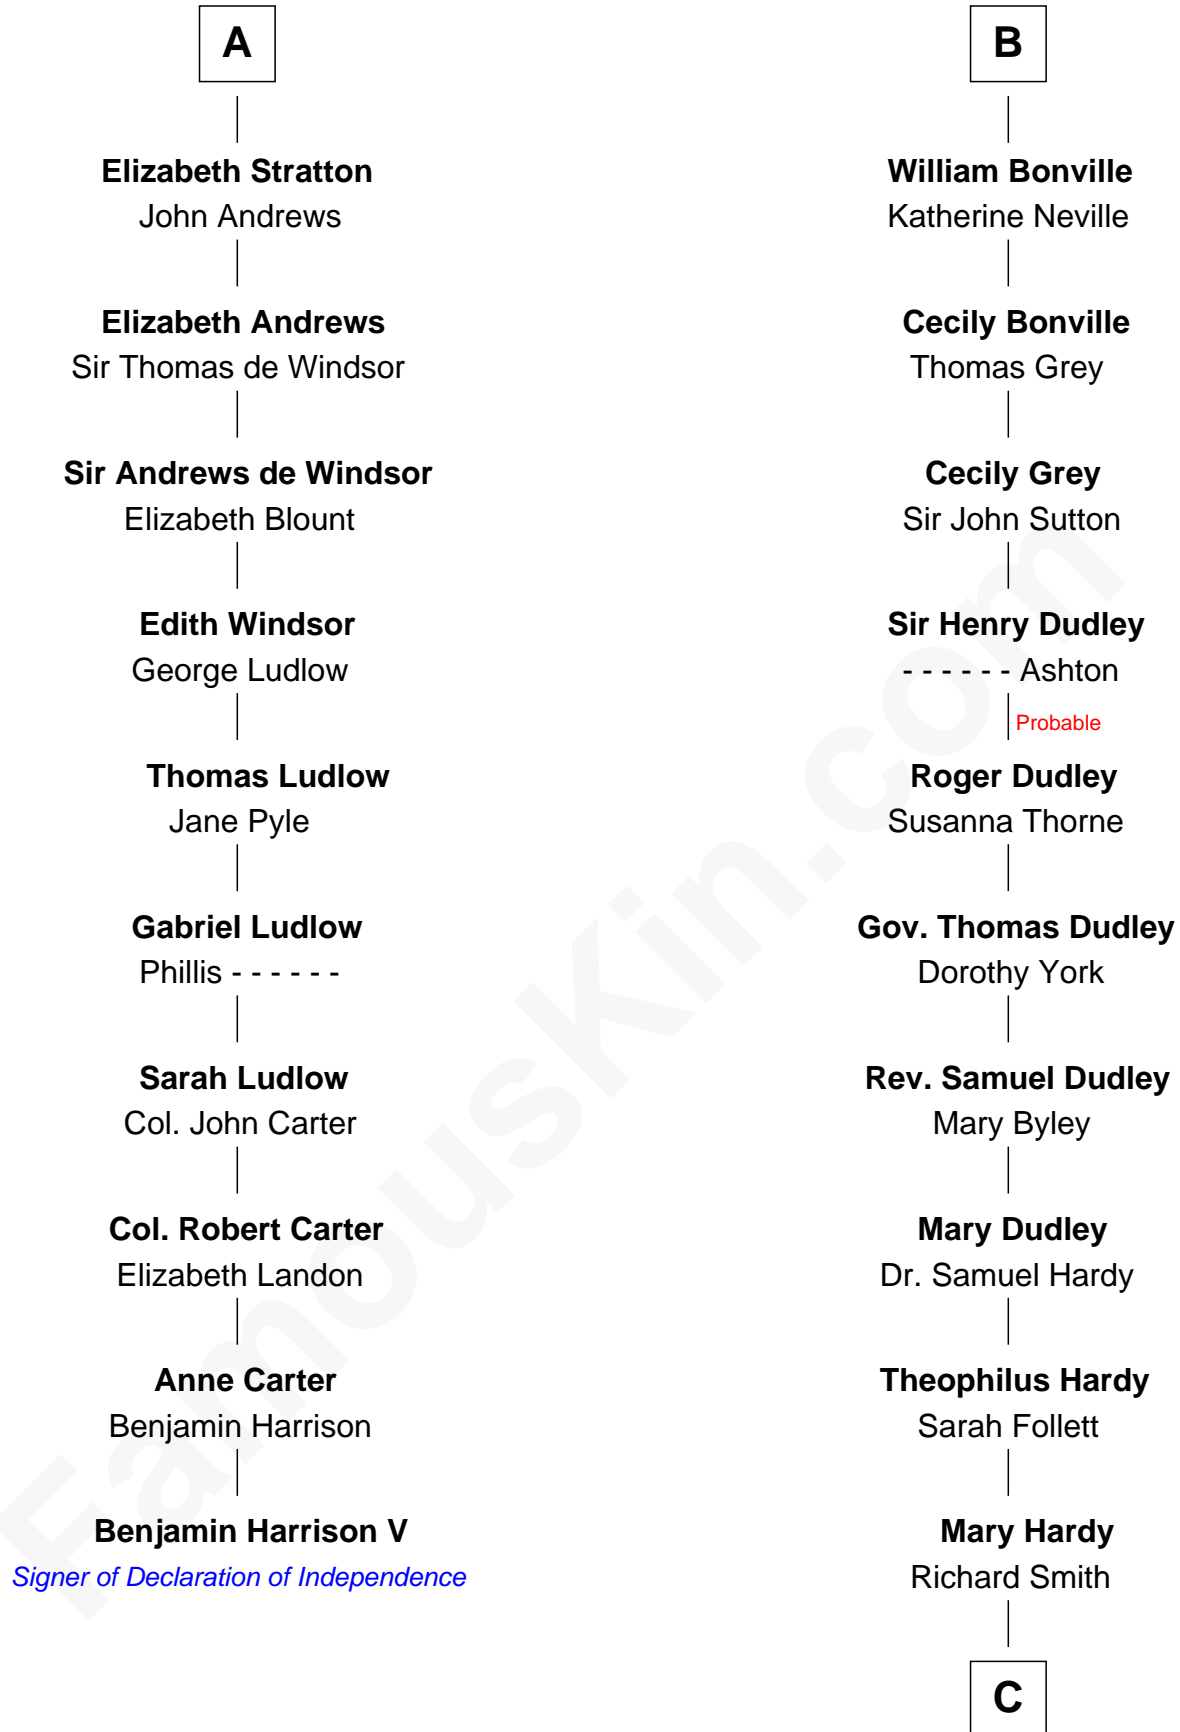 A
Elizabeth Stratton
John Andrews
Elizabeth Andrews
Sir Thomas de Windsor
Sir Andrews de Windsor
Elizabeth Blount
Edith Windsor
George Ludlow
Thomas Ludlow
Jane Pyle
Gabriel Ludlow
Phillis - - - - - -
Sarah Ludlow
Col. John Carter
Col. Robert Carter
Elizabeth Landon
Anne Carter
Benjamin Harrison
Benjamin Harrison V
Signer of Declaration of Independence
B
William Bonville
Katherine Neville
Cecily Bonville
Thomas Grey
Cecily Grey
Sir John Sutton
Sir Henry Dudley
- - - - - - Ashton
Probable
Roger Dudley
Susanna Thorne
Gov. Thomas Dudley
Dorothy York
Rev. Samuel Dudley
Mary Byley
Mary Dudley
Dr. Samuel Hardy
Theophilus Hardy
Sarah Follett
Mary Hardy
Richard Smith
C
FamousKin.com